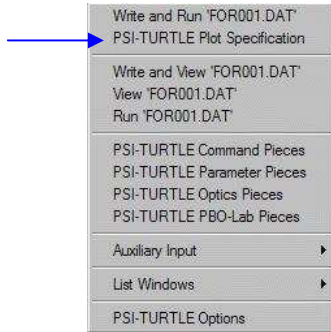 Write and Run 'FOR001.DAT'
PSI-TURTLE Plot Specification
Write and View 'FOR001.DAT'
View 'FOR001.DAT'
Run 'FOR001.DAT'
PSI-TURTLE Command Pieces
PSI-TURTLE Parameter Pieces
PSI-TURTLE Optics Pieces
PSI-TURTLE PBO-Lab Pieces
Auxiliary Input
List Windows
PSI-TURTLE Options